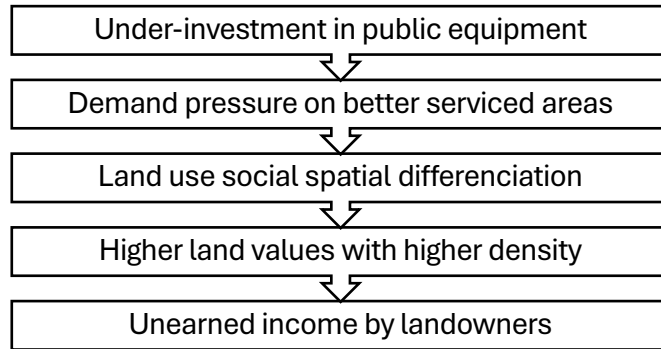 Under-investment in public equipment
Demand pressure on better serviced areas
Land use social spatial differenciation
Higher land values with higher density
Unearned income by landowners